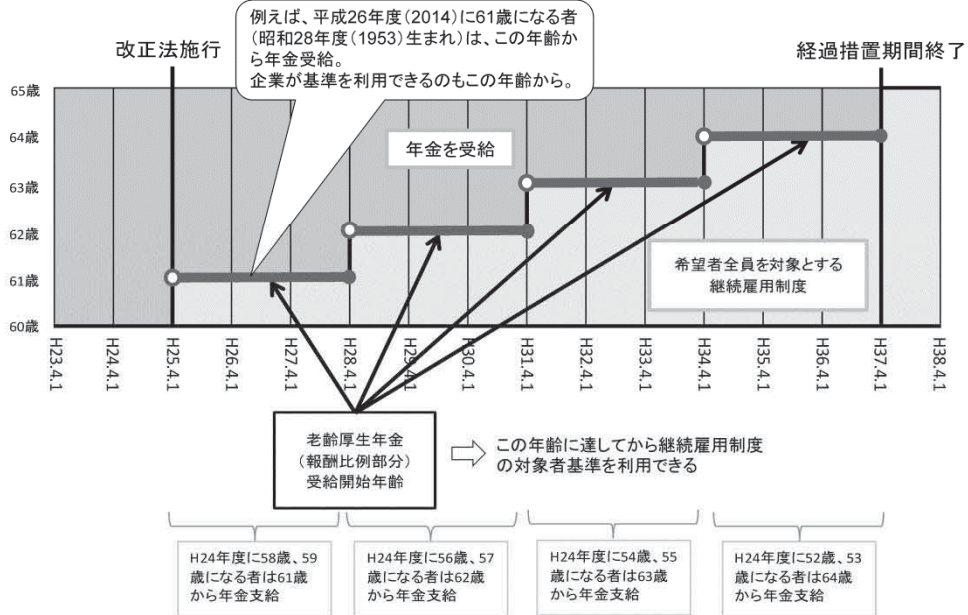 例えば、平成26年度(2014)に61歳になる者
(昭和28年度(1953)生まれ)は、この年齢か
ら年金受給。
企業が基準を利用できるのもこの年齢から。
改正法施行
経過措置期間終了
65歳
64歳
63歳
62歳
61歳
60歳
年金を受給
希望者全員を対象とする
継続雇用制度
H23.4.1
H24.4.1
H25.4.1
H26.4.1
H27.4.1
H28.4.1
H29.4.1
H30.4.1
H31.4.1
H32.4.1
H33.4.1
H34.4.1
H35.4.1
H36.4.1
H37.4.1
H38.4.1
老齢厚生年金
(報酬比例部分)
受給開始年齢
この年齢に達してから継続雇用制度
の対象者基準を利用できる
H24年度に58歳、59
歳になる者は61歳
から年金支給
H24年度に56歳、57
歳になる者は62歳
から年金支給
H24年度に54歳、55
歳になる者は63歳
から年金支給
H24年度に52歳、53
歳になる者は64歳
から年金支給